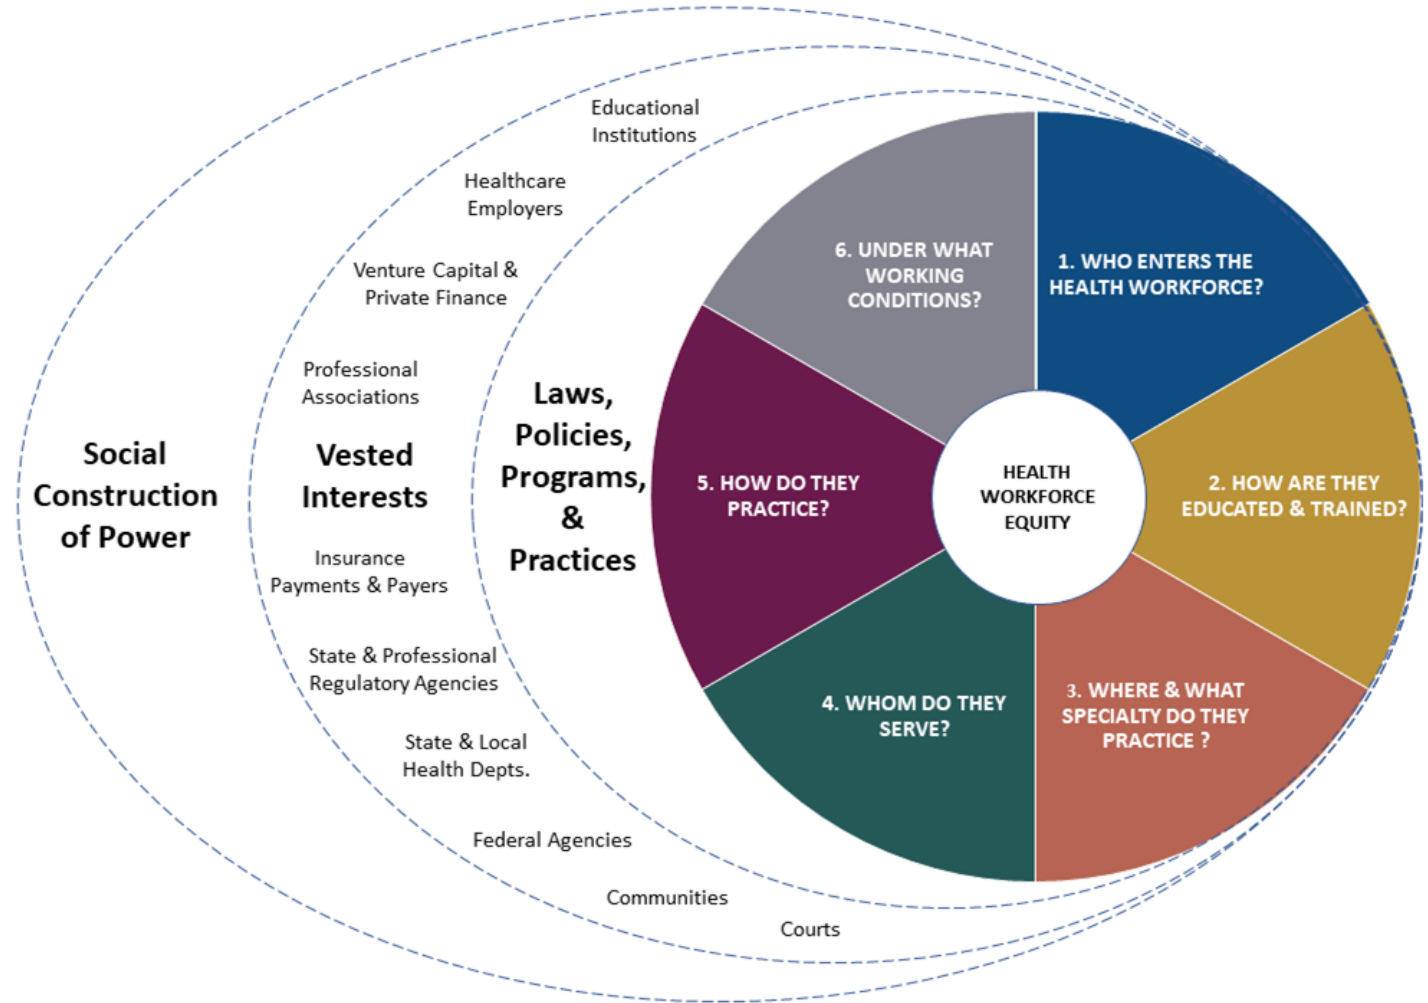 Educational
Institutions
Healthcare
Employers
Venture Capital &
Private Finance
Professional
Associations
Social
Construction
of Power
Vested
Interests
Insurance
Payments & Payers
State & Professional
Regulatory Agencies
State & Local
Health Depts.
Federal Agencies
Communities
Courts
Laws,
Policies,
Programs,
&
Practices
HEALTH
WORKFORCE
EQUITY
1. WHO ENTERS THE
HEALTH WORKFORCE?
2. HOW ARE THEY
EDUCATED & TRAINED?
3. WHERE & WHAT
SPECIALTY DO THEY
PRACTICE ?
4. WHOM DO THEY
SERVE?
5. HOW DO THEY
PRACTICE?
6. UNDER WHAT
WORKING
CONDITIONS?